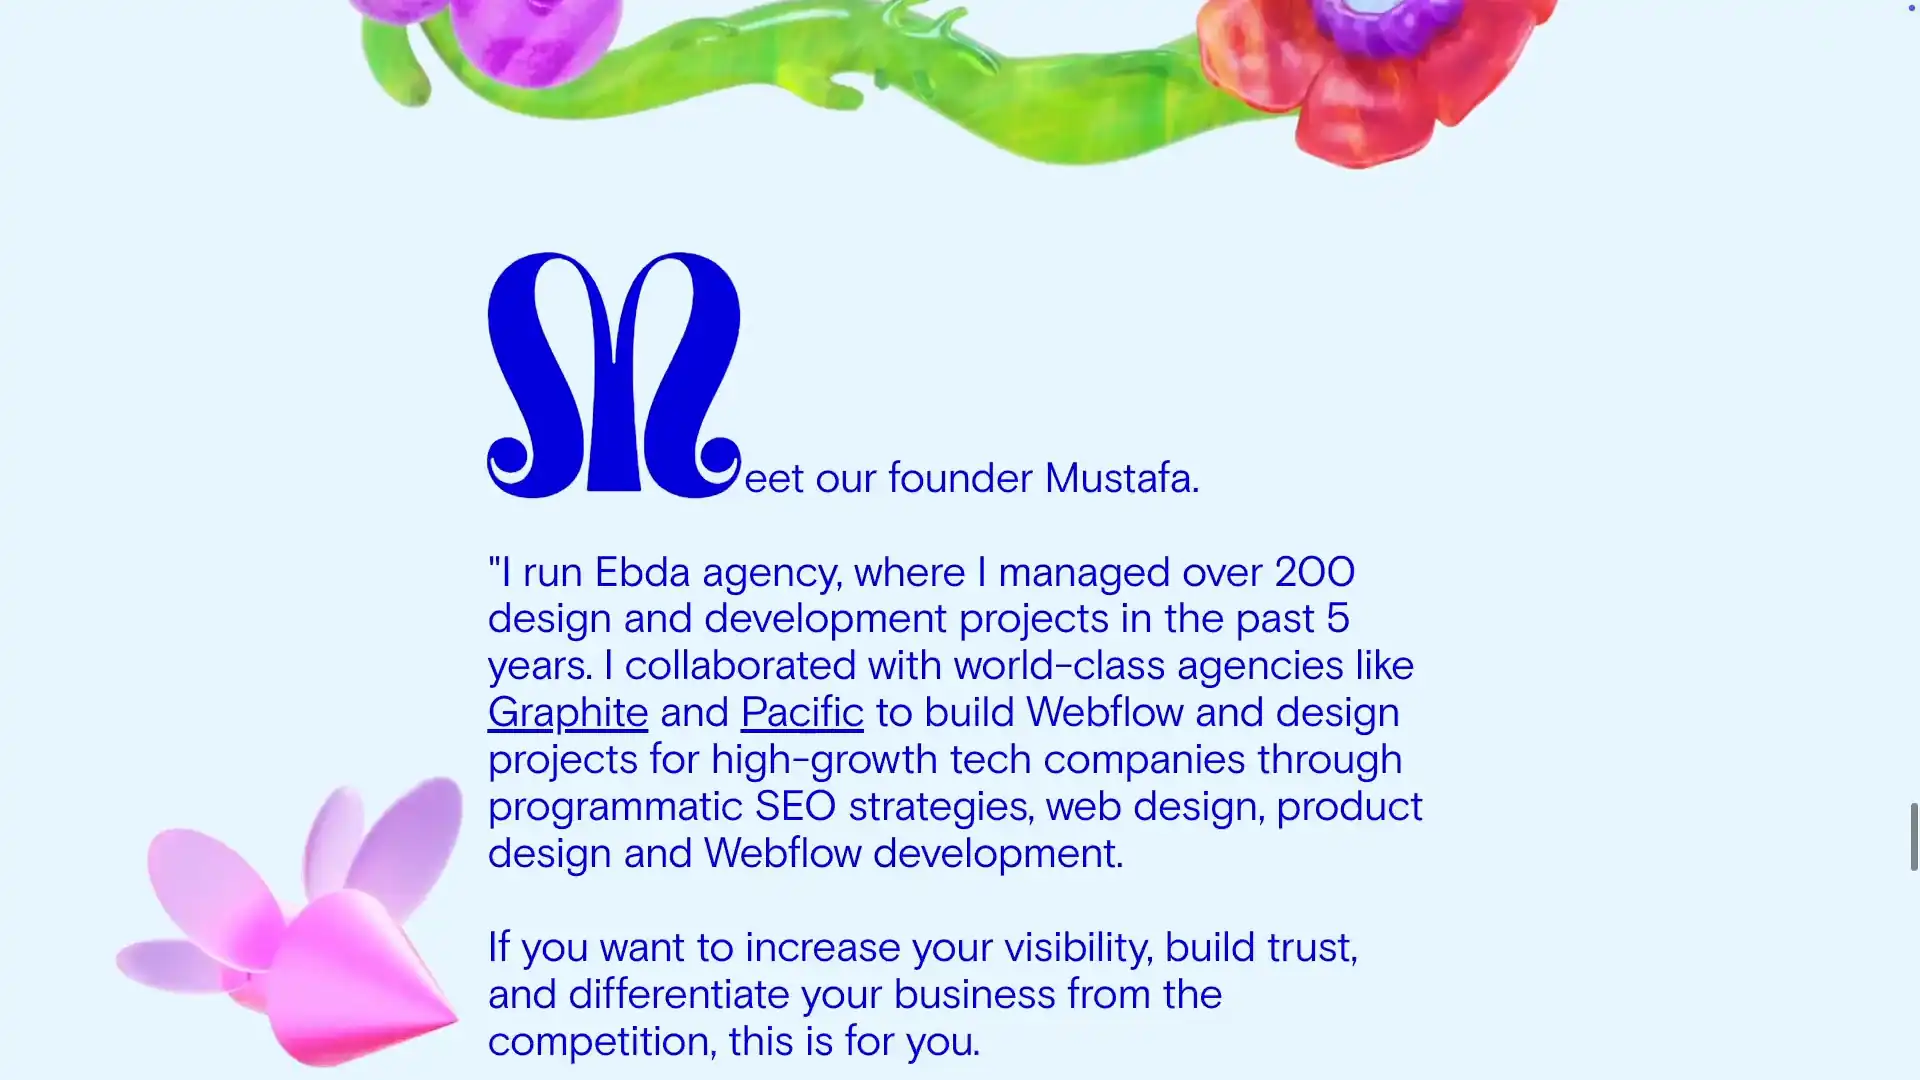 Meet our founder Mustafa.
"I run Ebda agency, where I managed over 200
design and development projects in the past 5
years. I collaborated with world-class agencies like
Graphite and Pacific to build Webflow and design
projects for high-growth tech companies through
programmatic SEO strategies, web design, product
design and Webflow development.
If you want to increase your visibility, build trust,
and differentiate your business from the
competition, this is for you.